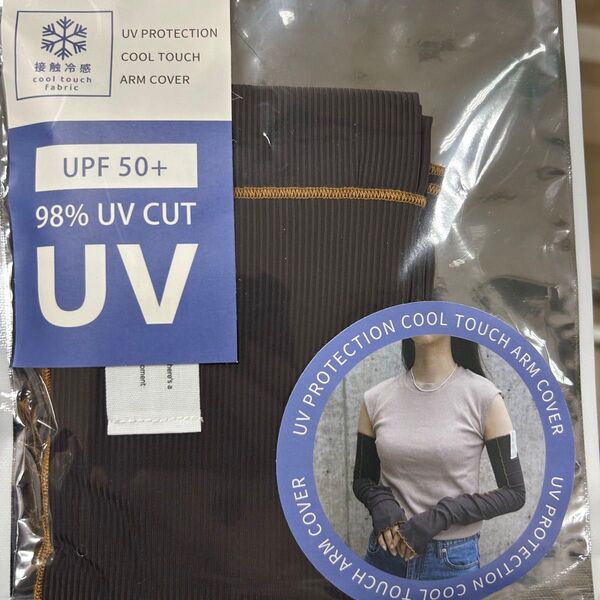 接触冷感
cool touch
fabric
UV PROTECTION
COOL TOUCH
ARM COVER
UPF 50+
98% UV CUT
UV
here's a
UV PROTECTION COOL TOUCH ARM COVER
UV PROTECTION COOL TOUCH ARM COVER